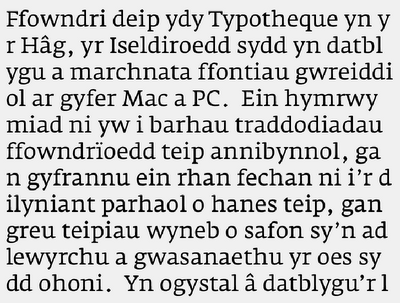 Ffowndri deip ydy Typotheque yn y
r Hâg, yr Iseldiroedd sydd yn datbl
ygu a marchnata ffontiau gwreiddi
ol ar gyfer Mac a PC.  Ein hymrwy
miad ni yw i barhau traddodiadau
ffowndrïoedd teip annibynnol, ga
n gyfrannu ein rhan fechan ni i’r d
ilyniant parhaol o hanes teip, gan
greu teipiau wyneb o safon sy’n ad
lewyrchu a gwasanaethu yr oes sy
dd ohoni.  Yn ogystal â datblygu’r l